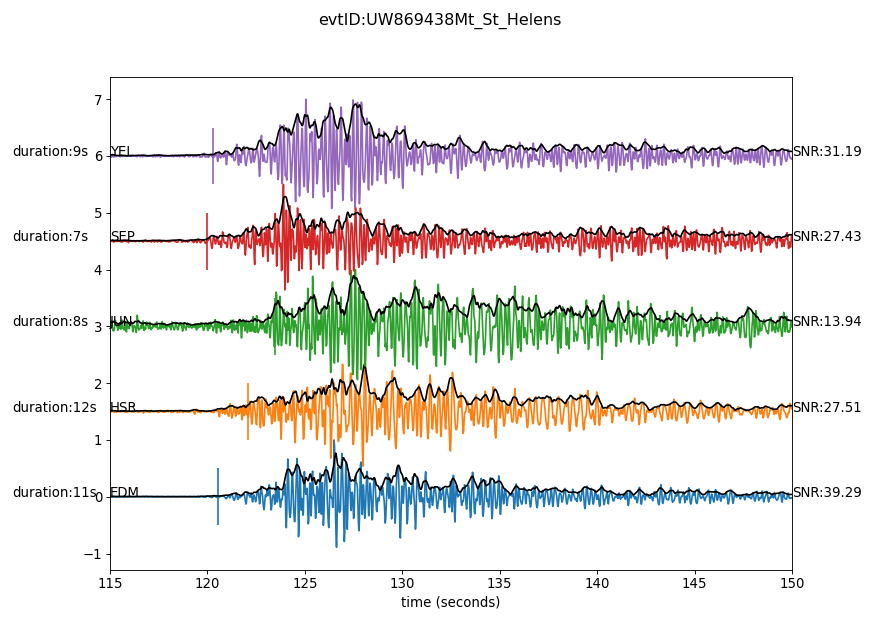 evtID:UW869438Mt_St_Helens
7
duration:9s YEL SNR:31.19
6
5
duration:7s SEP SNR:27.43
4
duration:8s JUN SNR:13.94
3
2
duration:12s HSR SNR:27.51
1
duration:11s EDM SNR:39.29
0
−1
115 120 125 130 135 140 145 150
time (seconds)